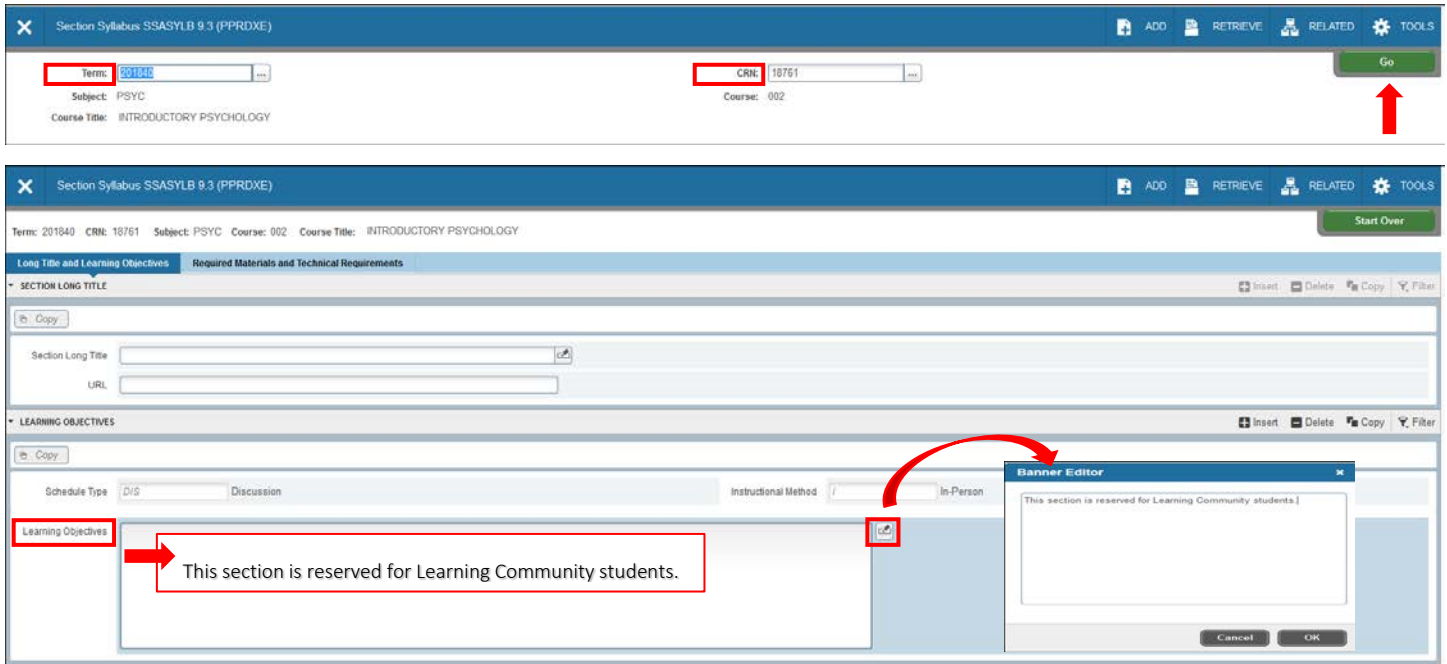 Section Syllabus SSASYLB 9.3 (PPRDXE) ADD RETRIEVE RELATED TOOLS
Term: 201840 ... CRN: 18761 ... Go
Subject: PSYC Course: 002
Course Title: INTRODUCTORY PSYCHOLOGY
Section Syllabus SSASYLB 9.3 (PPRDXE) ADD RETRIEVE RELATED TOOLS
Start Over
Term: 201840 CRN: 18761 Subject: PSYC Course: 002 Course Title: INTRODUCTORY PSYCHOLOGY
Long Title and Learning Objectives Required Materials and Technical Requirements
SECTION LONG TITLE Insert Delete Copy Filter
Copy
Section Long Title
URL
LEARNING OBJECTIVES Insert Delete Copy Filter
Copy
Schedule Type DIS Discussion Instructional Method I In-Person
Learning Objectives
This section is reserved for Learning Community students.
Banner Editor
This section is reserved for Learning Community students.
Cancel OK